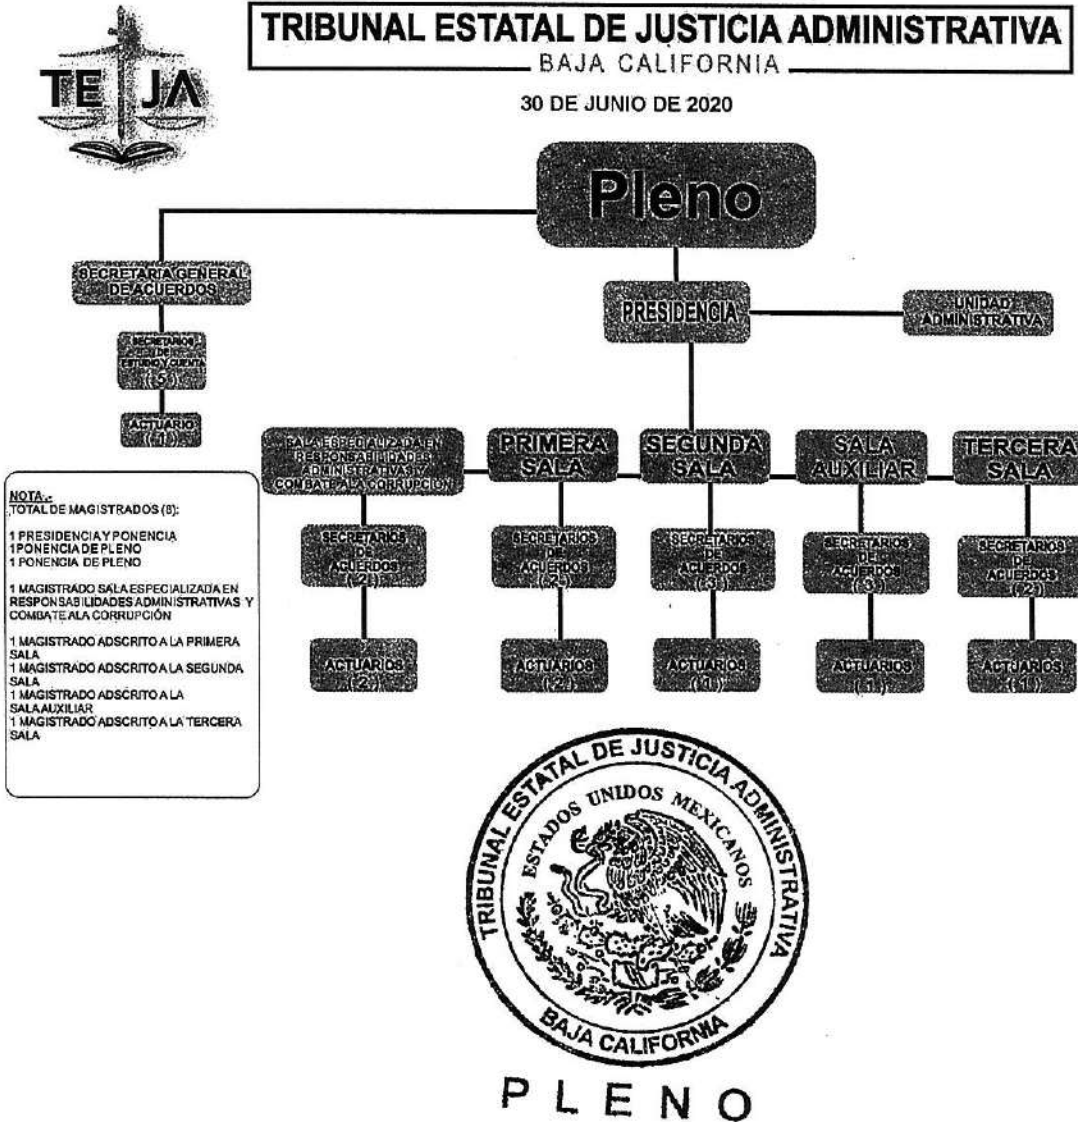 TE JA
TRIBUNAL ESTATAL DE JUSTICIA ADMINISTRATIVA
BAJA CALIFORNIA
30 DE JUNIO DE 2020
Pleno
SECRETARIA GENERAL
DE ACUERDOS
PRESIDENCIA
UNIDAD
ADMINISTRATIVA
SECRETARIOS
DE
ESTUDIO Y CUENTA
( 5 )
ACTUARIO
( 1 )
SALA ESPECIALIZADA EN
RESPONSABILIDADES
ADMINISTRATIVAS Y
COMBATE A LA CORRUPCIÓN
PRIMERA
SALA
SEGUNDA
SALA
SALA
AUXILIAR
TERCERA
SALA
SECRETARIOS
DE
ACUERDOS
( 2 )
SECRETARIOS
DE
ACUERDOS
( 2 )
SECRETARIOS
DE
ACUERDOS
( 3 )
SECRETARIOS
DE
ACUERDOS
( 3 )
SECRETARIOS
DE
ACUERDOS
( 2 )
ACTUARIOS
( 2 )
ACTUARIOS
( 2 )
ACTUARIOS
( 1 )
ACTUARIOS
( 1 )
ACTUARIOS
( 1 )
NOTA.-
TOTAL DE MAGISTRADOS (8):
1 PRESIDENCIA Y PONENCIA
1 PONENCIA DE PLENO
1 PONENCIA DE PLENO
1 MAGISTRADO SALA ESPECIALIZADA EN
RESPONSABILIDADES ADMINISTRATIVAS Y
COMBATE A LA CORRUPCIÓN
1 MAGISTRADO ADSCRITO A LA PRIMERA
SALA
1 MAGISTRADO ADSCRITO A LA SEGUNDA
SALA
1 MAGISTRADO ADSCRITO A LA
SALA AUXILIAR
1 MAGISTRADO ADSCRITO A LA TERCERA
SALA
TRIBUNAL ESTATAL DE JUSTICIA ADMINISTRATIVA
ESTADOS UNIDOS MEXICANOS
BAJA CALIFORNIA
PLENO